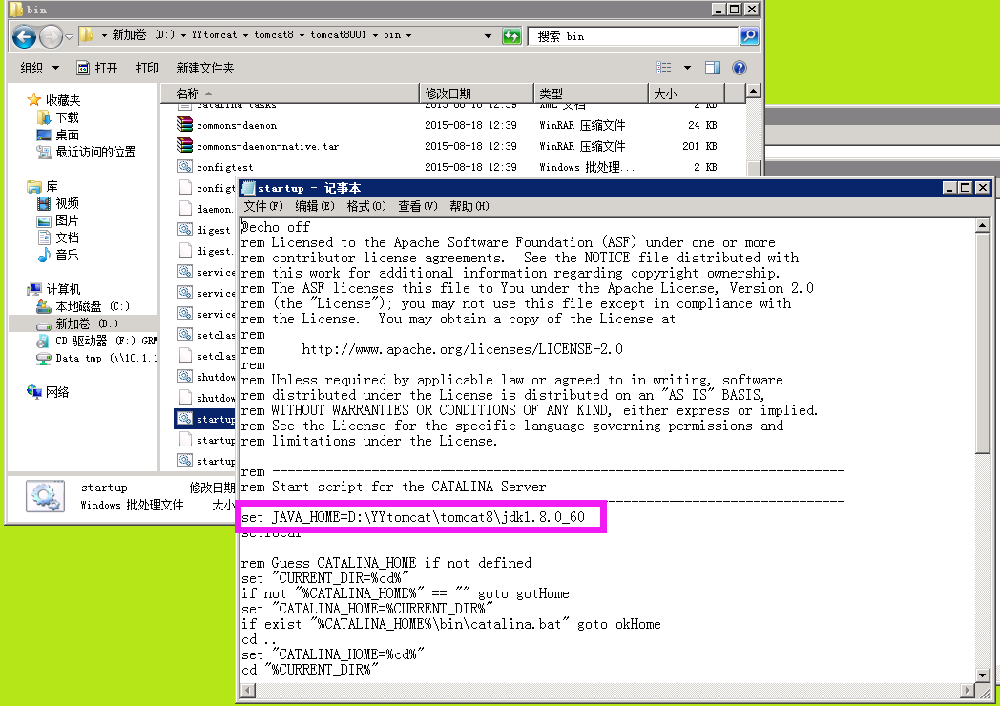 bin
新加卷 (D:) YYtomcat tomcat8 tomcat8001 bin
搜索 bin
组织 打开 打印 新建文件夹
收藏夹
下载
桌面
最近访问的位置
库
视频
图片
文档
音乐
计算机
本地磁盘 (C:)
新加卷 (D:)
CD 驱动器 (F:) GRM
Data_tmp (\\10.1.1
网络
名称 修改日期 类型 大小
catalina-tasks 2015-08-18 12:39 XML 文档 2 KB
commons-daemon 2015-08-18 12:39 WinRAR 压缩文件 24 KB
commons-daemon-native.tar 2015-08-18 12:39 WinRAR 压缩文件 201 KB
configtest 2015-08-18 12:39 Windows 批处理... 2 KB
configt
daemon.
digest
digest.
service
service
service
setclas
setclas
shutdow
shutdow
startup
startup
startup
startup 修改日期
Windows 批处理文件 大小
startup - 记事本
文件(F) 编辑(E) 格式(O) 查看(V) 帮助(H)
@echo off
rem Licensed to the Apache Software Foundation (ASF) under one or more
rem contributor license agreements.  See the NOTICE file distributed with
rem this work for additional information regarding copyright ownership.
rem The ASF licenses this file to You under the Apache License, Version 2.0
rem (the "License"); you may not use this file except in compliance with
rem the License.  You may obtain a copy of the License at
rem
rem     http://www.apache.org/licenses/LICENSE-2.0
rem
rem Unless required by applicable law or agreed to in writing, software
rem distributed under the License is distributed on an "AS IS" BASIS,
rem WITHOUT WARRANTIES OR CONDITIONS OF ANY KIND, either express or implied.
rem See the License for the specific language governing permissions and
rem limitations under the License.
rem ---------------------------------------------------------------------------
rem Start script for the CATALINA Server
---------------------------------------------------------------------------
set JAVA_HOME=D:\YYtomcat\tomcat8\jdk1.8.0_60
setlocal
rem Guess CATALINA_HOME if not defined
set "CURRENT_DIR=%cd%"
if not "%CATALINA_HOME%" == "" goto gotHome
set "CATALINA_HOME=%CURRENT_DIR%"
if exist "%CATALINA_HOME%\bin\catalina.bat" goto okHome
cd ..
set "CATALINA_HOME=%cd%"
cd "%CURRENT_DIR%"